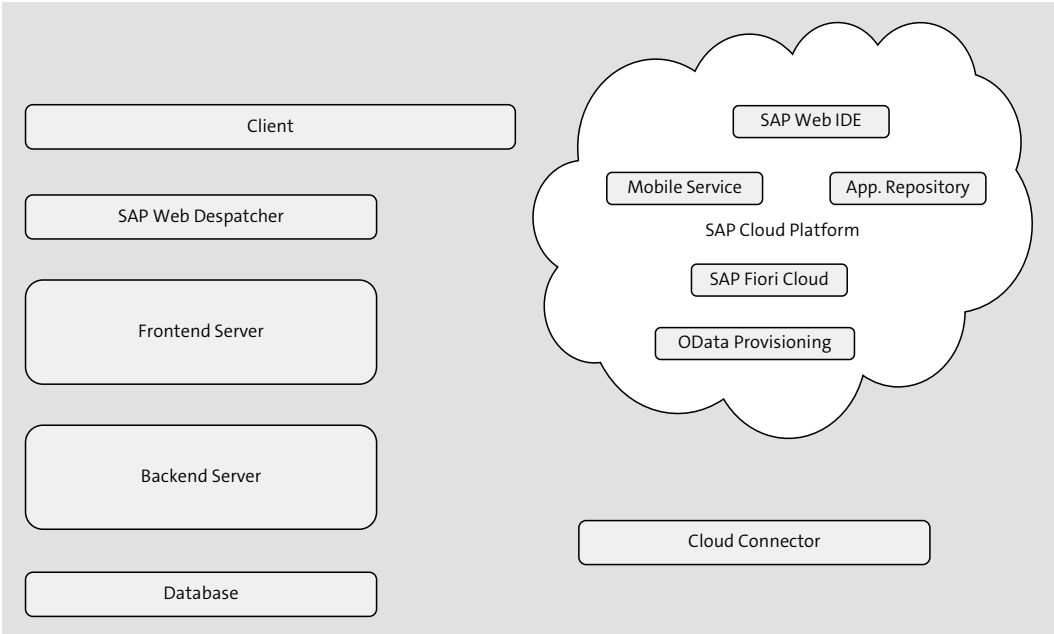 Client
SAP Web Despatcher
Frontend Server
Backend Server
Database
SAP Web IDE
Mobile Service
App. Repository
SAP Cloud Platform
SAP Fiori Cloud
OData Provisioning
Cloud Connector